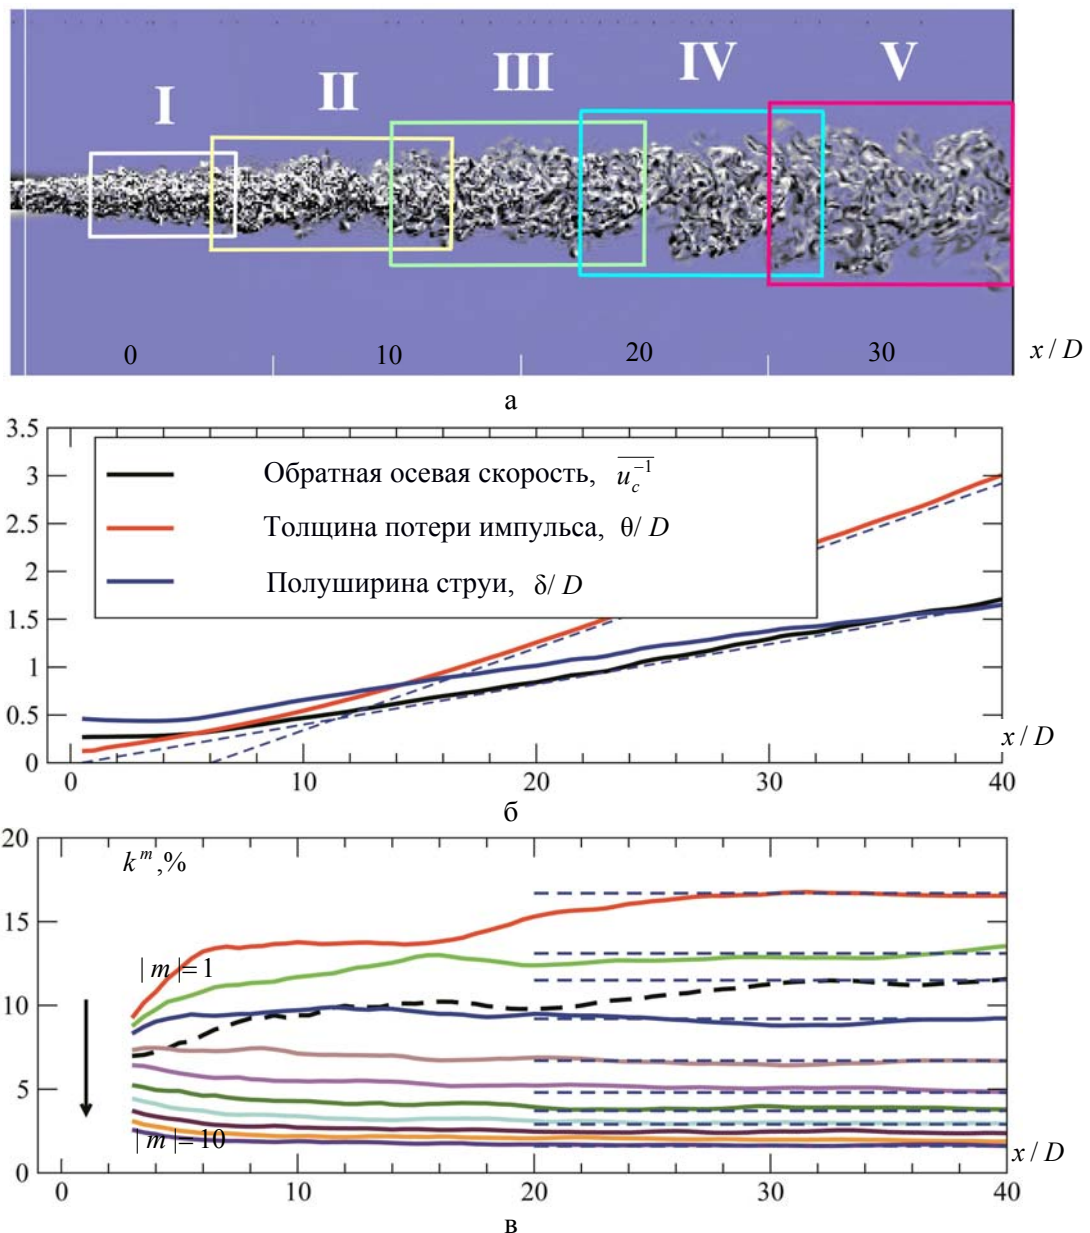 I II III IV V
0 10 20 30 x / D
а
3.5
3
2.5
2
1.5
1
0.5
0
Обратная осевая скорость, u_c^{-1}
Толщина потери импульса, θ/ D
Полуширина струи, δ/ D
x / D
0 10 20 30 40
б
20
15
10
5
0
k^m,%
| m |= 1
| m |= 10
x / D
0 10 20 30 40
в